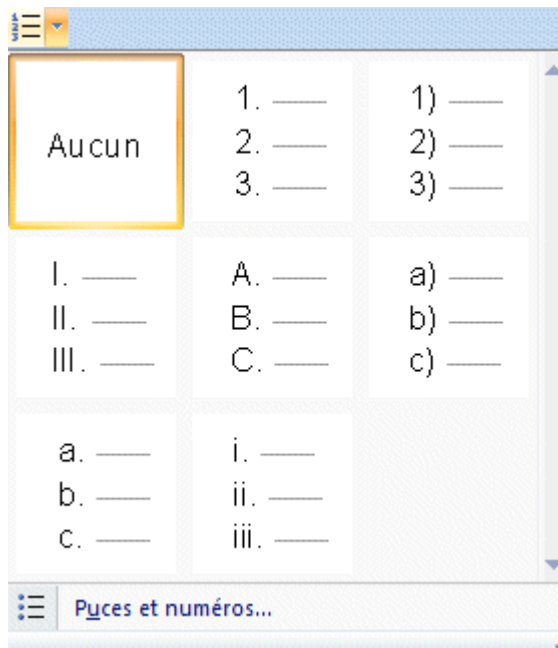 Aucun
1.
2.
3.
1)
2)
3)
I.
II.
III.
A.
B.
C.
a)
b)
c)
a.
b.
c.
i.
ii.
iii.
Puces et numéros...